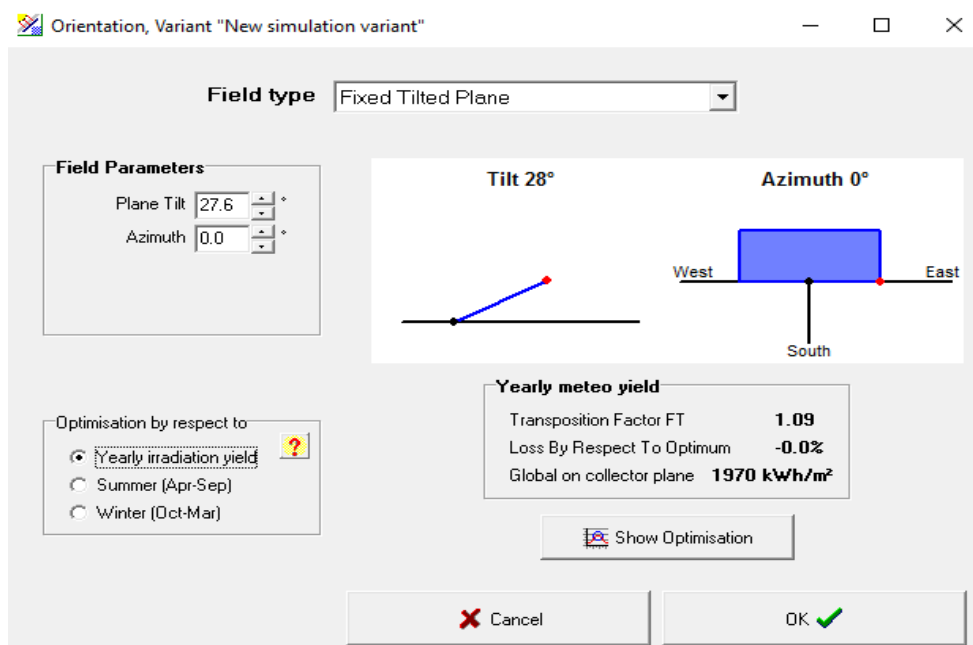 Orientation, Variant "New simulation variant"
Field type Fixed Tilted Plane
Field Parameters
Plane Tilt 27.6 °
Azimuth 0.0 °
Tilt 28° Azimuth 0°
West East
South
Optimisation by respect to
?
Yearly irradiation yield
Summer (Apr-Sep)
Winter (Oct-Mar)
Yearly meteo yield
Transposition Factor FT 1.09
Loss By Respect To Optimum -0.0%
Global on collector plane 1970 kWh/m²
Show Optimisation
Cancel OK